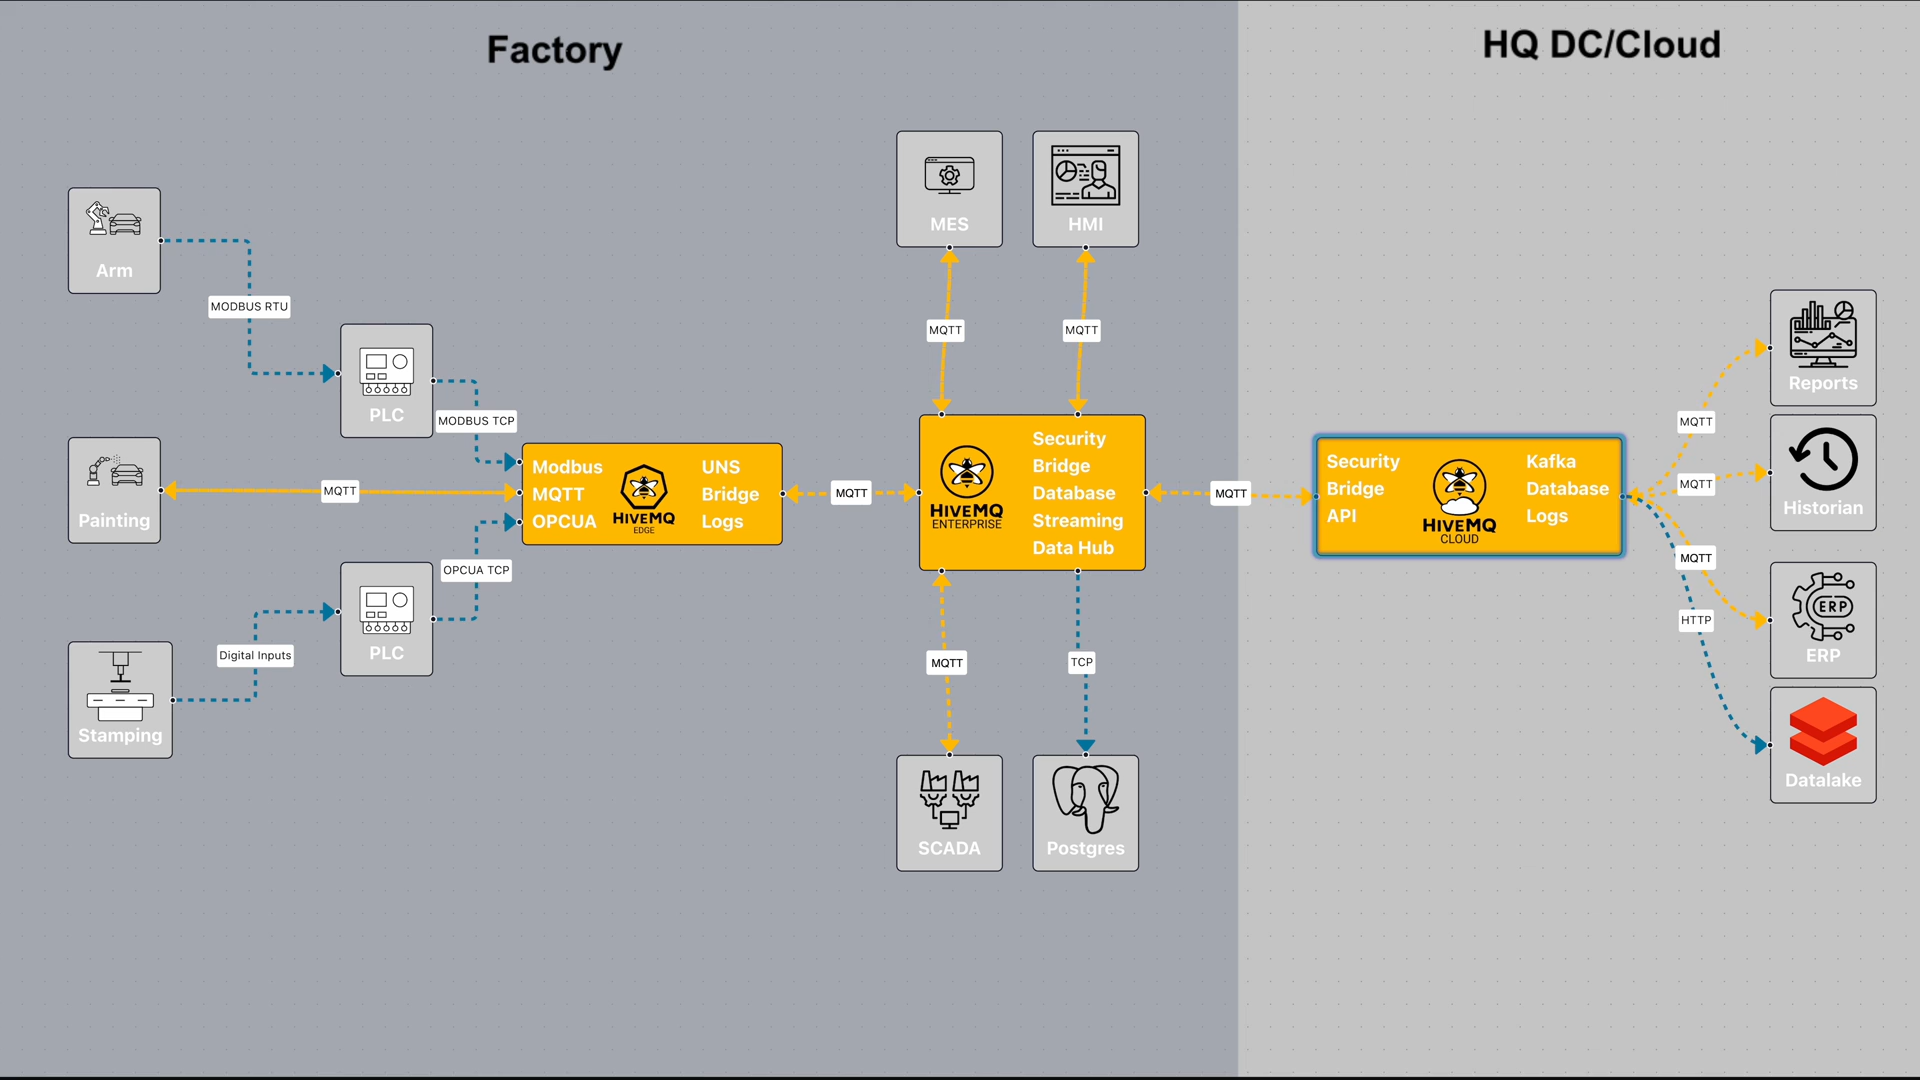 Factory
HQ DC/Cloud
MES
HMI
Arm
MODBUS RTU
PLC
MODBUS TCP
MQTT
MQTT
Reports
MQTT
Painting
MQTT
Modbus
MQTT
OPCUA
HIVEMQ
EDGE
UNS
Bridge
Logs
MQTT
HIVEMQ
ENTERPRISE
Security
Bridge
Database
Streaming
Data Hub
MQTT
Security
Bridge
API
HIVEMQ
CLOUD
Kafka
Database
Logs
MQTT
Historian
MQTT
HTTP
ERP
ERP
OPCUA TCP
Digital Inputs
PLC
Stamping
MQTT
TCP
SCADA
Postgres
Datalake